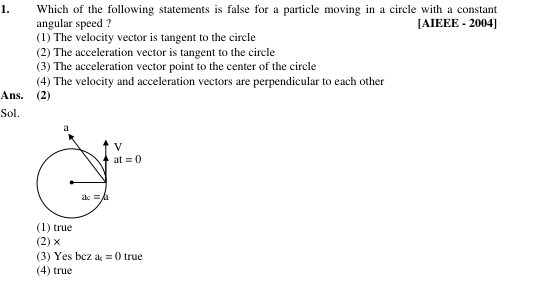 1. Which of the following statements is false for a particle moving in a circle with a constant
angular speed ? [AIEEE - 2004]
(1) The velocity vector is tangent to the circle
(2) The acceleration vector is tangent to the circle
(3) The acceleration vector point to the center of the circle
(4) The velocity and acceleration vectors are perpendicular to each other
Ans. (2)
Sol.
a
V
at = 0
ac = a
(1) true
(2) ×
(3) Yes bcz at = 0 true
(4) true